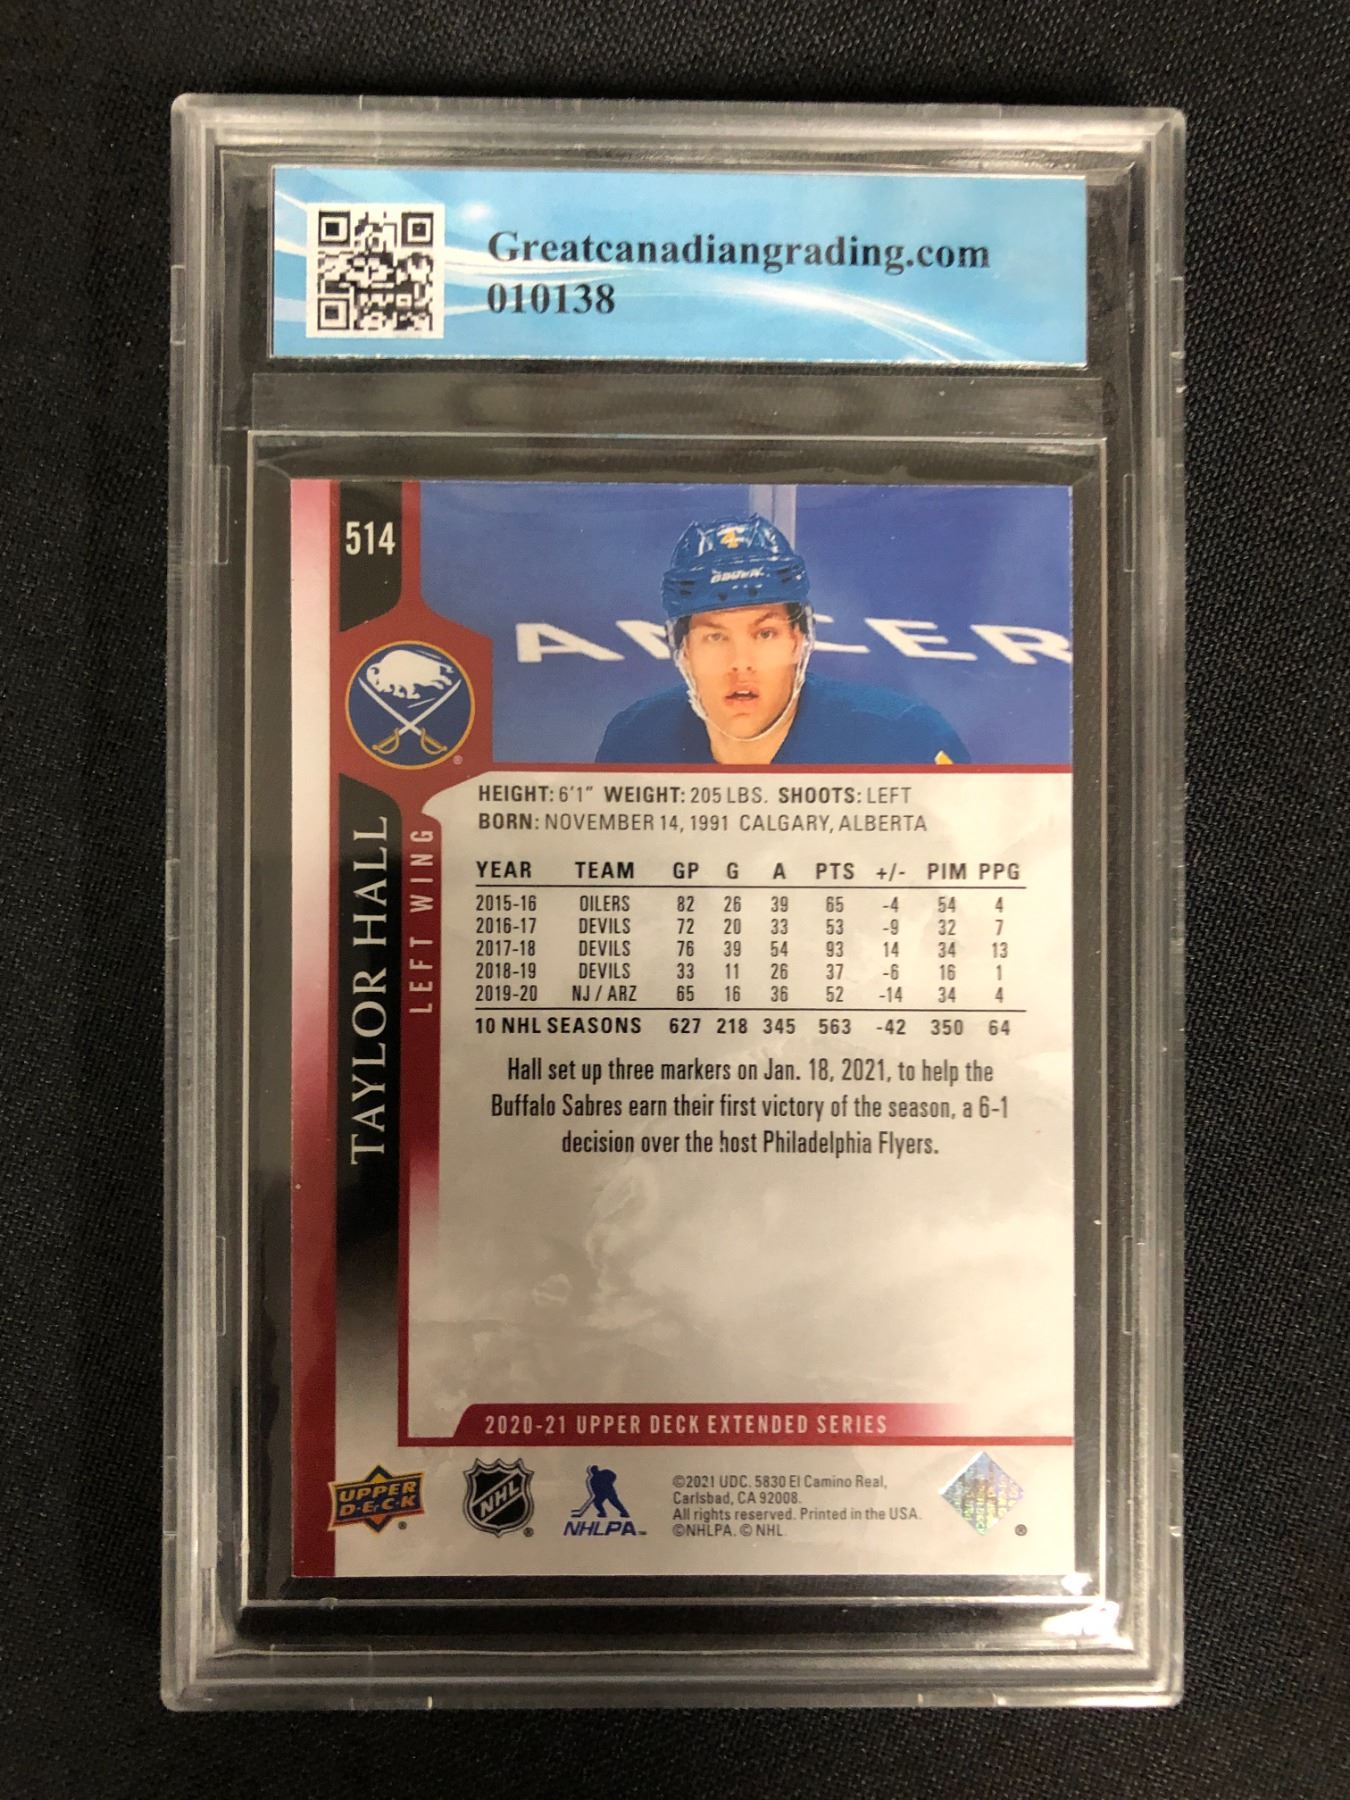 Greatcanadiangrading.com
010138
514
4
BAUER
AN CER
TAYLOR HALL
LEFT WING
®
HEIGHT: 6'1" WEIGHT: 205 LBS. SHOOTS: LEFT
BORN: NOVEMBER 14, 1991 CALGARY, ALBERTA
YEAR TEAM GP G A PTS +/- PIM PPG
2015-16 OILERS 82 26 39 65 -4 54 4
2016-17 DEVILS 72 20 33 53 -9 32 7
2017-18 DEVILS 76 39 54 93 14 34 13
2018-19 DEVILS 33 11 26 37 -6 16 1
2019-20 NJ / ARZ 65 16 36 52 -14 34 4
10 NHL SEASONS 627 218 345 563 -42 350 64
Hall set up three markers on Jan. 18, 2021, to help the
Buffalo Sabres earn their first victory of the season, a 6-1
decision over the host Philadelphia Flyers.
2020-21 UPPER DECK EXTENDED SERIES
UPPER
D·E·C·K ®
NHL ®
NHLPA™
©2021 UDC. 5830 El Camino Real,
Carlsbad, CA 92008.
All rights reserved. Printed in the USA.
©NHLPA. © NHL.
®